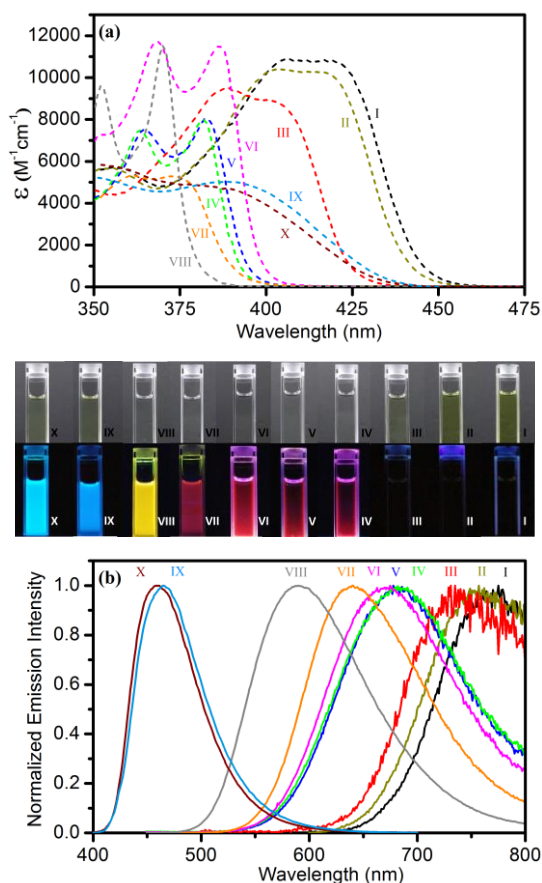 (a)
12000
10000
8000
6000
4000
2000
0
ε (M⁻¹cm⁻¹)
I
II
III
VI
V
IV
IX
VII
X
VIII
350 375 400 425 450 475
Wavelength (nm)
X IX VIII VII VI V IV III II I
X IX VIII VII VI V IV III II I
X IX VIII VII VI V IV III II I
(b)
1.0
0.8
0.6
0.4
0.2
0.0
Normalized Emission Intensity
400 500 600 700 800
Wavelength (nm)